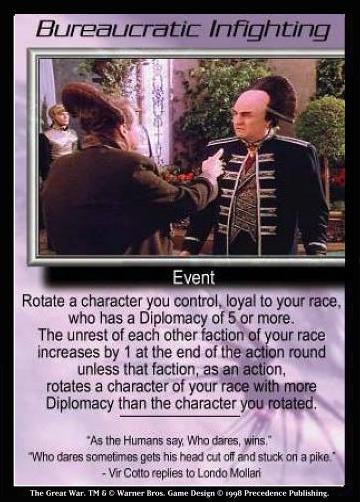 Bureaucratic Infighting
Event
Rotate a character you control, loyal to your race,
who has a Diplomacy of 5 or more.
The unrest of each other faction of your race
increases by 1 at the end of the action round
unless that faction, as an action,
rotates a character of your race with more
Diplomacy than the character you rotated.
"As the Humans say, Who dares, wins."
"Who dares sometimes gets his head cut off and stuck on a pike."
- Vir Cotto replies to Londo Mollari
The Great War. TM & © Warner Bros. Game Design © 1998 Precedence Publishing.